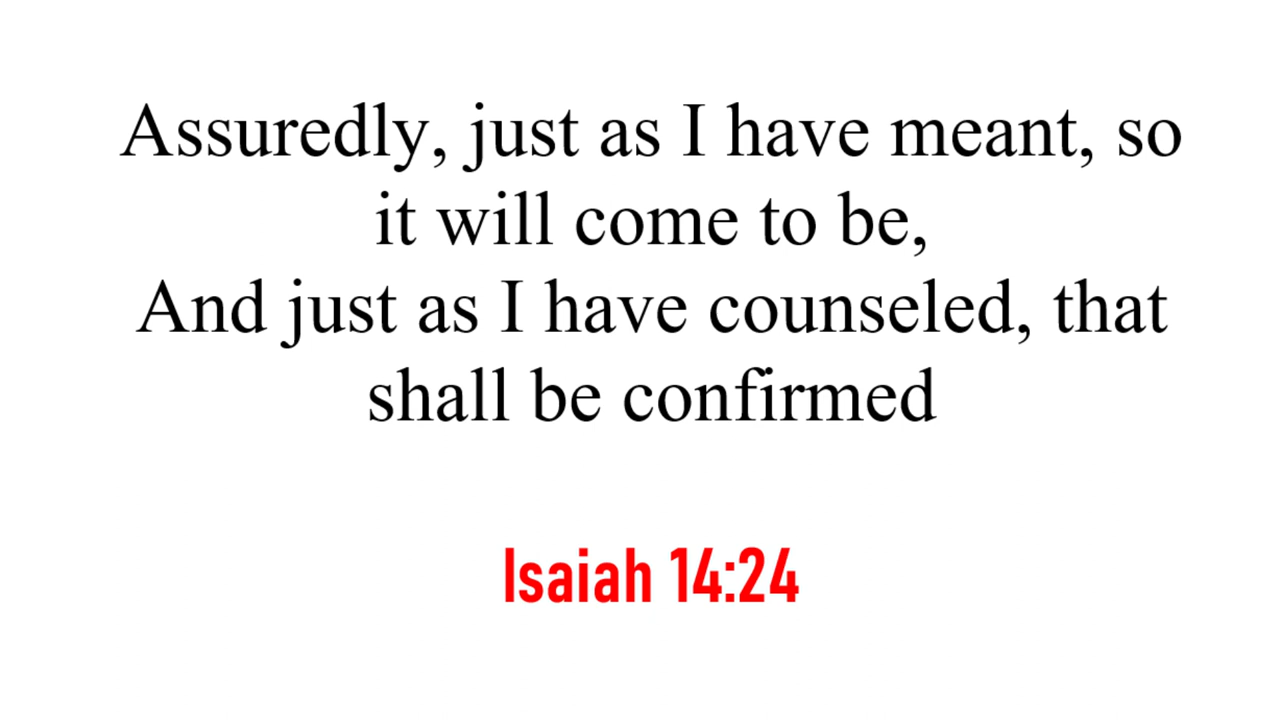 Assuredly, just as I have meant, so
it will come to be,
And just as I have counseled, that
shall be confirmed
Isaiah 14:24